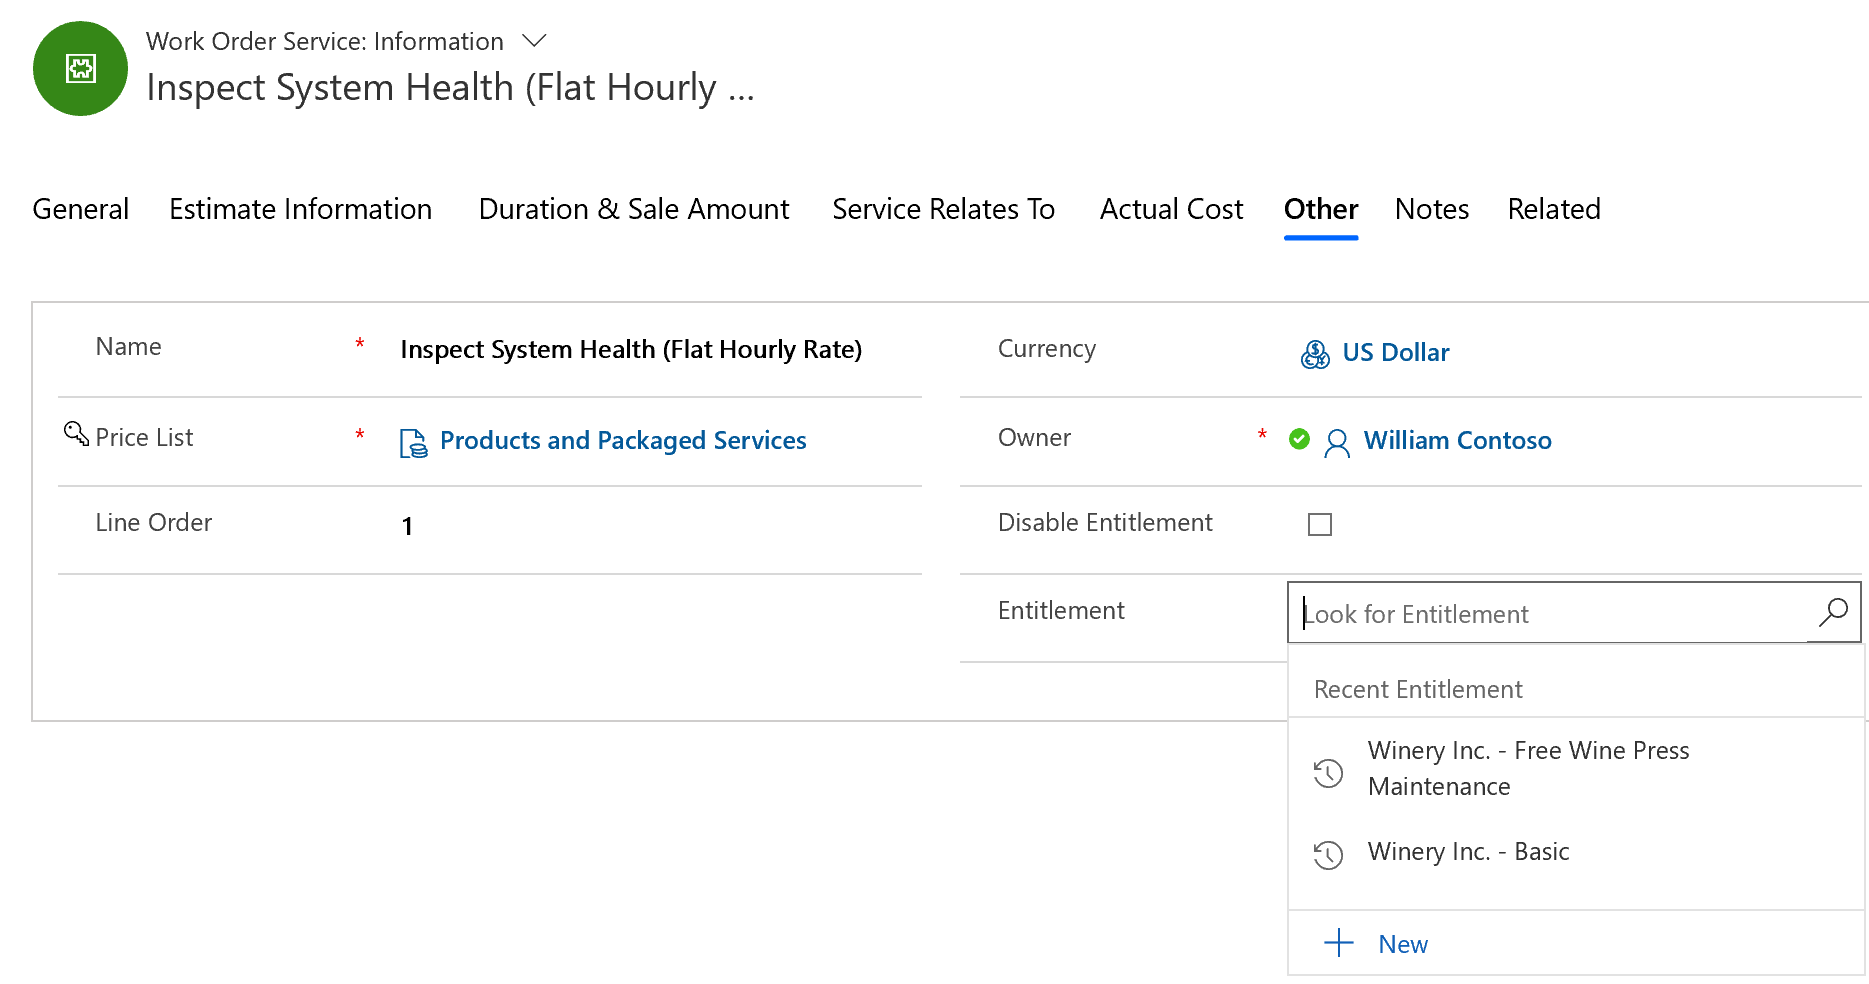 Work Order Service: Information
Inspect System Health (Flat Hourly ...
General Estimate Information Duration & Sale Amount Service Relates To Actual Cost Other Notes Related
Name * Inspect System Health (Flat Hourly Rate)
Price List * Products and Packaged Services
Line Order 1
Currency US Dollar
Owner * William Contoso
Disable Entitlement
Entitlement Look for Entitlement
Recent Entitlement
Winery Inc. - Free Wine Press
Maintenance
Winery Inc. - Basic
New